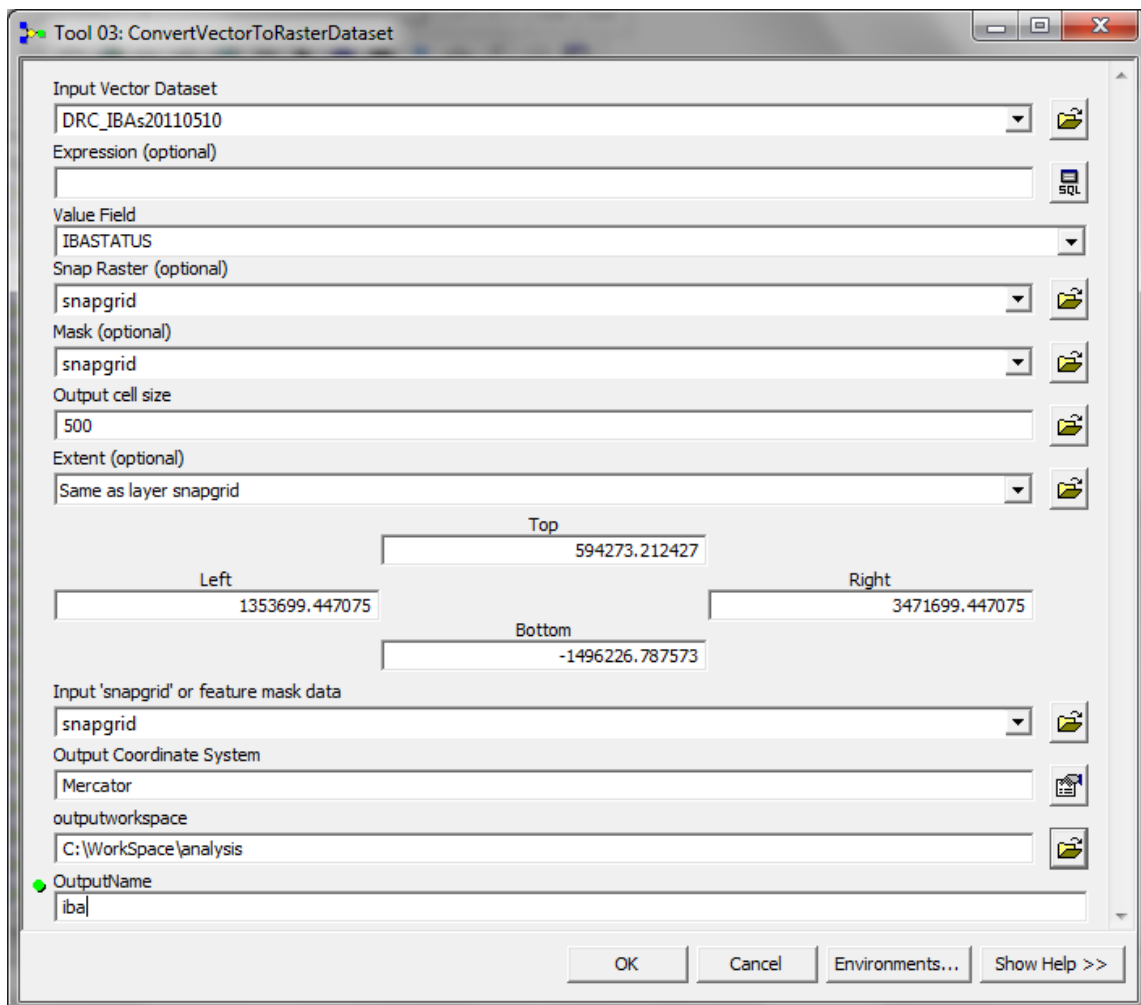 Tool 03: ConvertVectorToRasterDataset
Input Vector Dataset
DRC_IBAs20110510
Expression (optional)
SQL
Value Field
IBASTATUS
Snap Raster (optional)
snapgrid
Mask (optional)
snapgrid
Output cell size
500
Extent (optional)
Same as layer snapgrid
Top
594273.212427
Left Right
1353699.447075 3471699.447075
Bottom
-1496226.787573
Input 'snapgrid' or feature mask data
snapgrid
Output Coordinate System
Mercator
outputworkspace
C:\WorkSpace\analysis
OutputName
iba
OK Cancel Environments... Show Help >>